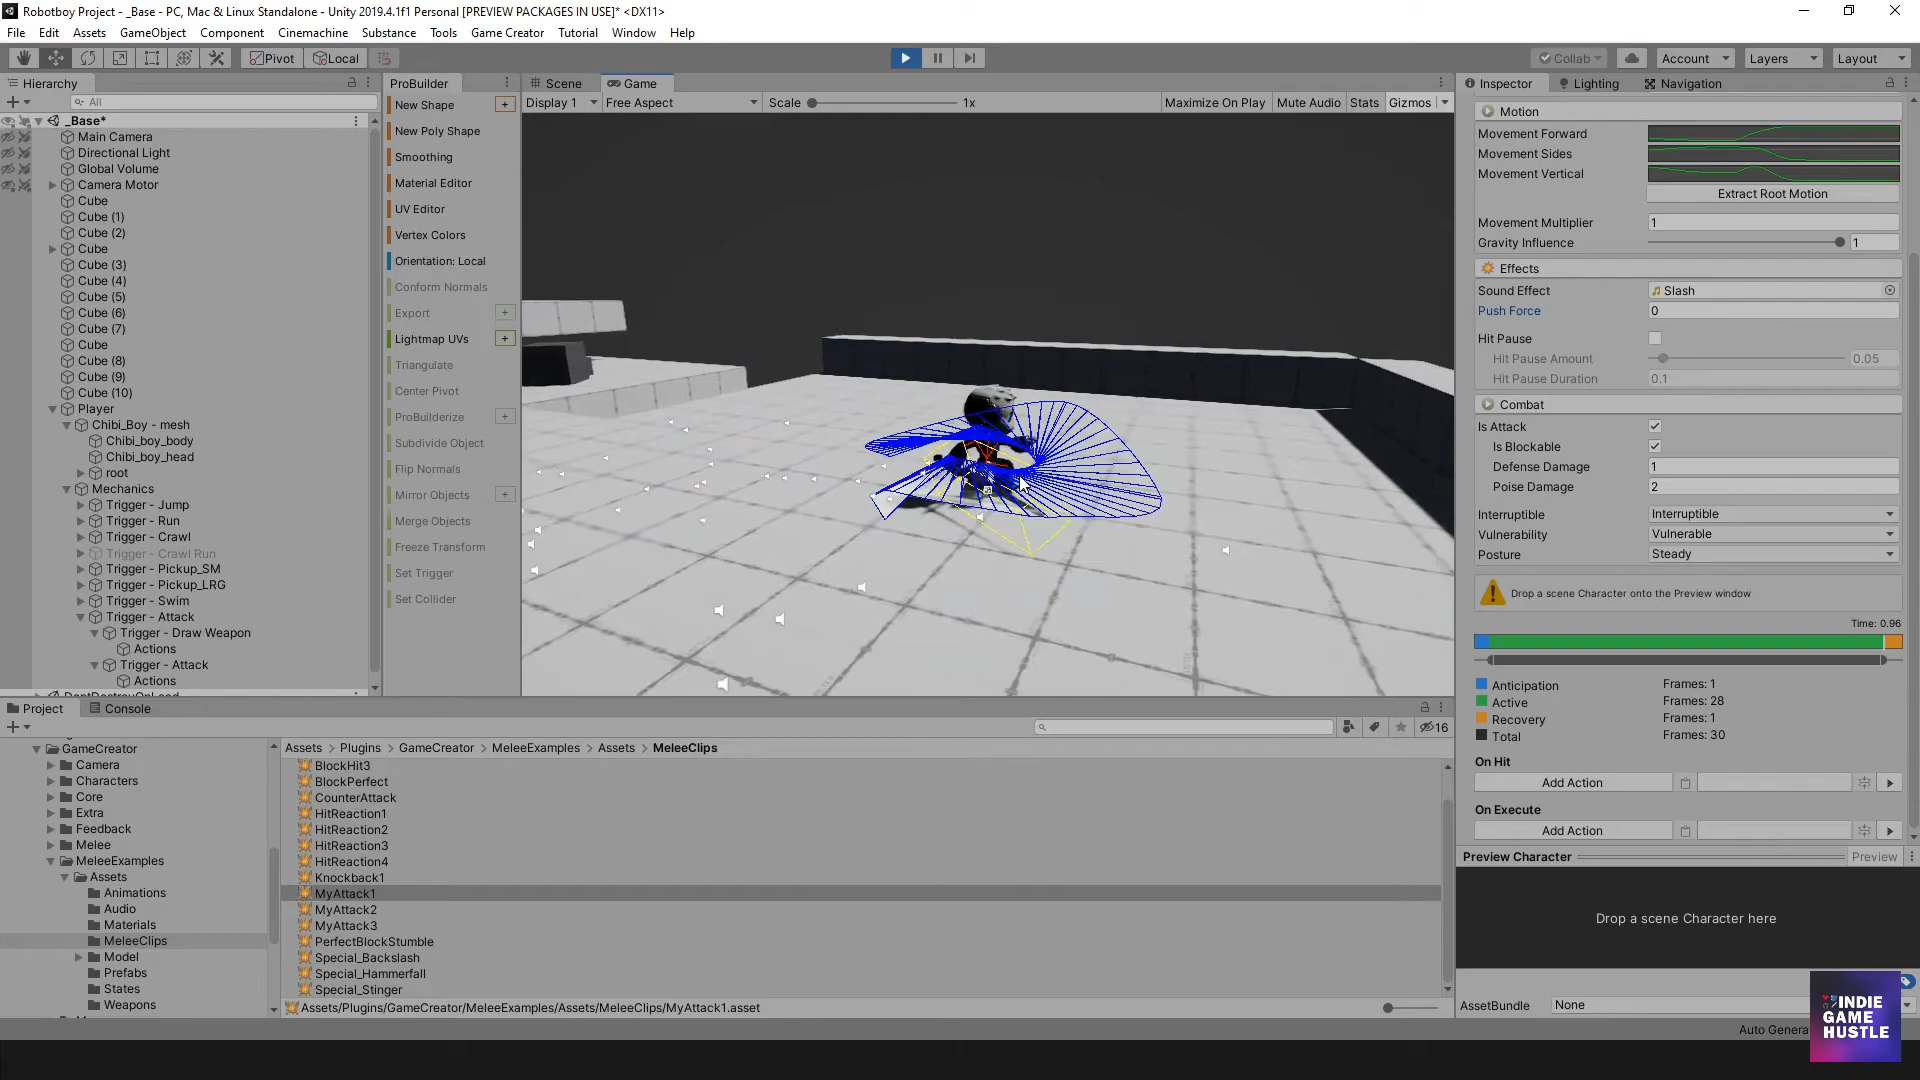 Robotboy Project - _Base - PC, Mac & Linux Standalone - Unity 2019.4.1f1 Personal [PREVIEW PACKAGES IN USE]* <DX11>
File Edit Assets GameObject Component Cinemachine Substance Tools Game Creator Tutorial Window Help
Pivot Local Collab Account Layers Layout
Hierarchy
All
_Base*
Main Camera
Directional Light
Global Volume
Camera Motor
Cube
Cube (1)
Cube (2)
Cube
Cube (3)
Cube (4)
Cube (5)
Cube (6)
Cube (7)
Cube
Cube (8)
Cube (9)
Cube (10)
Player
Chibi_Boy - mesh
Chibi_boy_body
Chibi_boy_head
root
Mechanics
Trigger - Jump
Trigger - Run
Trigger - Crawl
Trigger - Crawl Run
Trigger - Pickup_SM
Trigger - Pickup_LRG
Trigger - Swim
Trigger - Attack
Trigger - Draw Weapon
Actions
Trigger - Attack
Actions
DontDestroyOnLoad
ProBuilder
New Shape
New Poly Shape
Smoothing
Material Editor
UV Editor
Vertex Colors
Orientation: Local
Conform Normals
Export
Lightmap UVs
Triangulate
Center Pivot
ProBuilderize
Subdivide Object
Flip Normals
Mirror Objects
Merge Objects
Freeze Transform
Set Trigger
Set Collider
Scene Game
Display 1 Free Aspect Scale 1x Maximize On Play Mute Audio Stats Gizmos
Inspector Lighting Navigation
Motion
Movement Forward
Movement Sides
Movement Vertical
Extract Root Motion
Movement Multiplier 1
Gravity Influence 1
Effects
Sound Effect Slash
Push Force 0
Hit Pause
Hit Pause Amount 0.05
Hit Pause Duration 0.1
Combat
Is Attack
Is Blockable
Defense Damage 1
Poise Damage 2
Interruptible Interruptible
Vulnerability Vulnerable
Posture Steady
Drop a scene Character onto the Preview window
Time: 0.96
Anticipation Frames: 1
Active Frames: 28
Recovery Frames: 1
Total Frames: 30
On Hit
Add Action
On Execute
Add Action
Preview Character Preview
Drop a scene Character here
AssetBundle None
Auto Genera
INDIE
GAME
HUSTLE
Project Console
16
GameCreator
Camera
Characters
Core
Extra
Feedback
Melee
MeleeExamples
Assets
Animations
Audio
Materials
MeleeClips
Model
Prefabs
States
Weapons
Assets > Plugins > GameCreator > MeleeExamples > Assets > MeleeClips
BlockHit3
BlockPerfect
CounterAttack
HitReaction1
HitReaction2
HitReaction3
HitReaction4
Knockback1
MyAttack1
MyAttack2
MyAttack3
PerfectBlockStumble
Special_Backslash
Special_Hammerfall
Special_Stinger
Assets/Plugins/GameCreator/MeleeExamples/Assets/MeleeClips/MyAttack1.asset